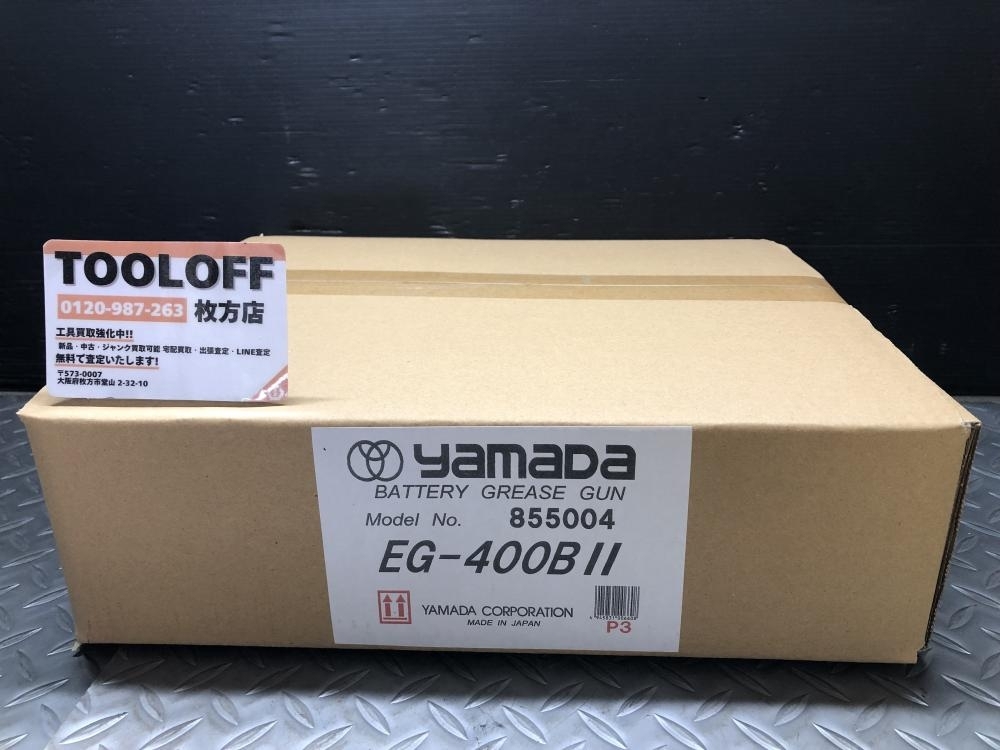 TOOLOFF
0120-987-263 枚方店
工具買取強化中!!
新品・中古・ジャンク買取可能 宅配買取・出張査定・LINE査定
無料で査定いたします!
〒573-0007
大阪府枚方市堂山 2-32-10
yamada
BATTERY GREASE GUN
Model No. 855004
EG-400BII
YAMADA CORPORATION
MADE IN JAPAN
P3